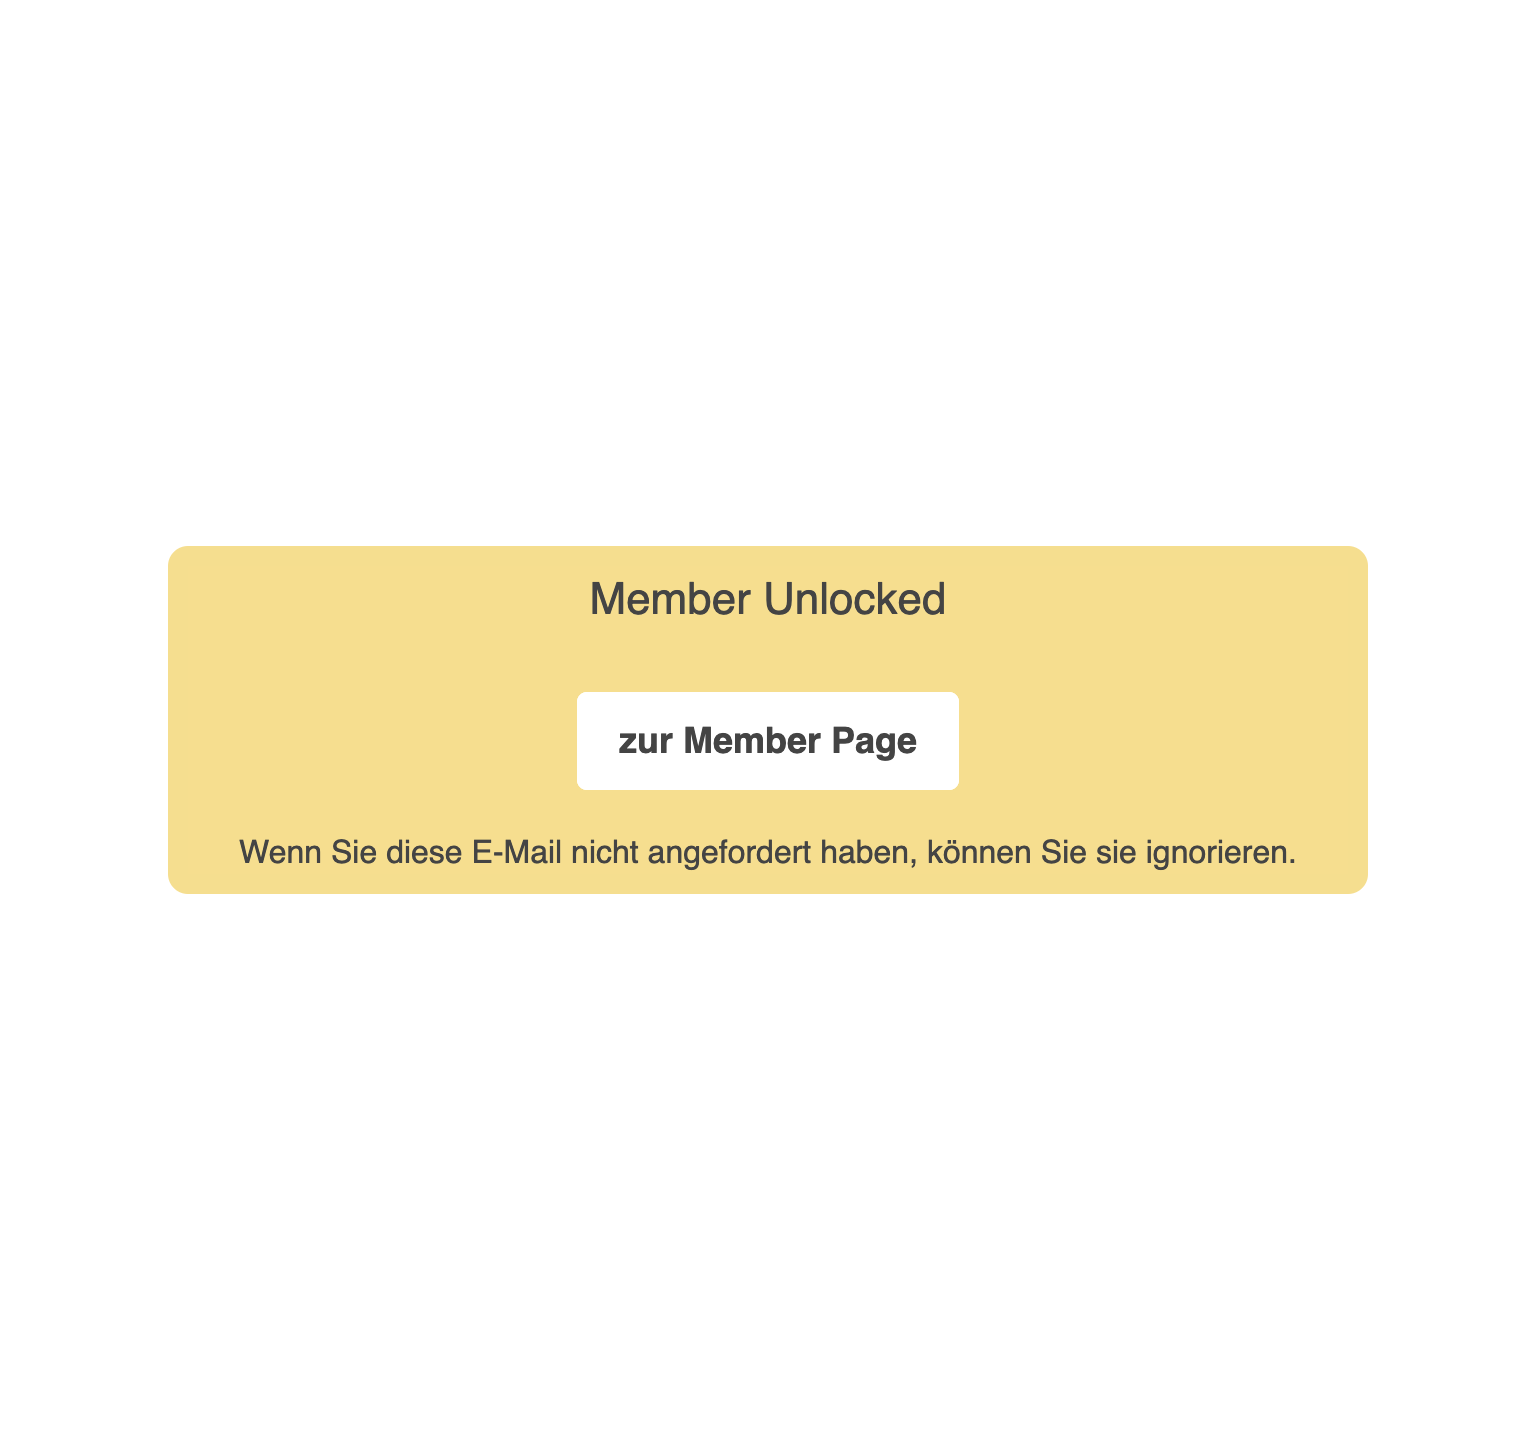 Member Unlocked
zur Member Page
Wenn Sie diese E-Mail nicht angefordert haben, können Sie sie ignorieren.